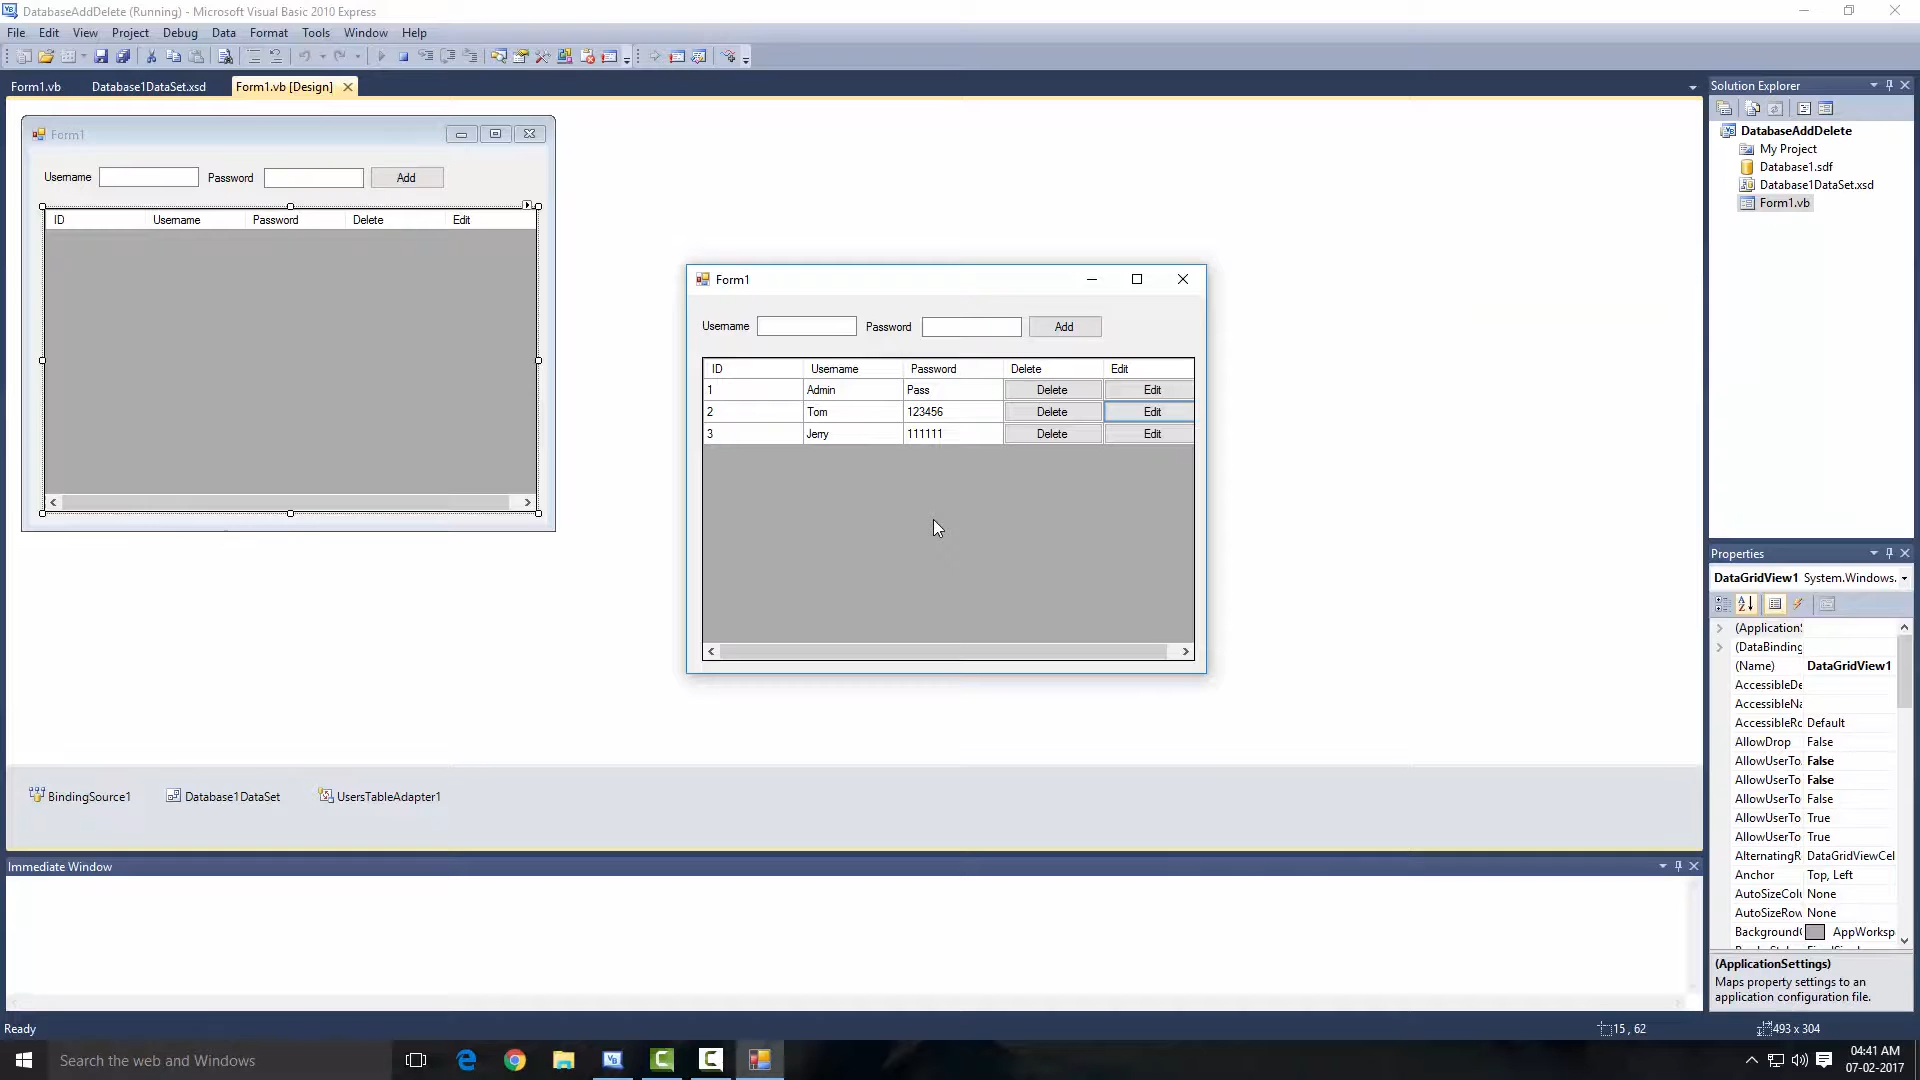 DatabaseAddDelete (Running) - Microsoft Visual Basic 2010 Express
File Edit View Project Debug Data Format Tools Window Help
Form1.vb Database1DataSet.xsd Form1.vb [Design]
Form1
Username Password Add
ID Username Password Delete Edit
Form1
Username Password Add
ID Username Password Delete Edit
1 Admin Pass Delete Edit
2 Tom 123456 Delete Edit
3 Jerry 111111 Delete Edit
BindingSource1 Database1DataSet UsersTableAdapter1
Immediate Window
Solution Explorer
DatabaseAddDelete
My Project
Database1.sdf
Database1DataSet.xsd
Form1.vb
Properties
DataGridView1 System.Windows.
(Application
(DataBinding
(Name) DataGridView1
AccessibleDe
AccessibleNa
AccessibleRo Default
AllowDrop False
AllowUserTo False
AllowUserTo False
AllowUserTo False
AllowUserTo True
AllowUserTo True
AlternatingR DataGridViewCel
Anchor Top, Left
AutoSizeColu None
AutoSizeRow None
Background AppWorksp
(ApplicationSettings)
Maps property settings to an
application configuration file.
Ready 15 , 62 493 x 304
Search the web and Windows
04:41 AM
07-02-2017